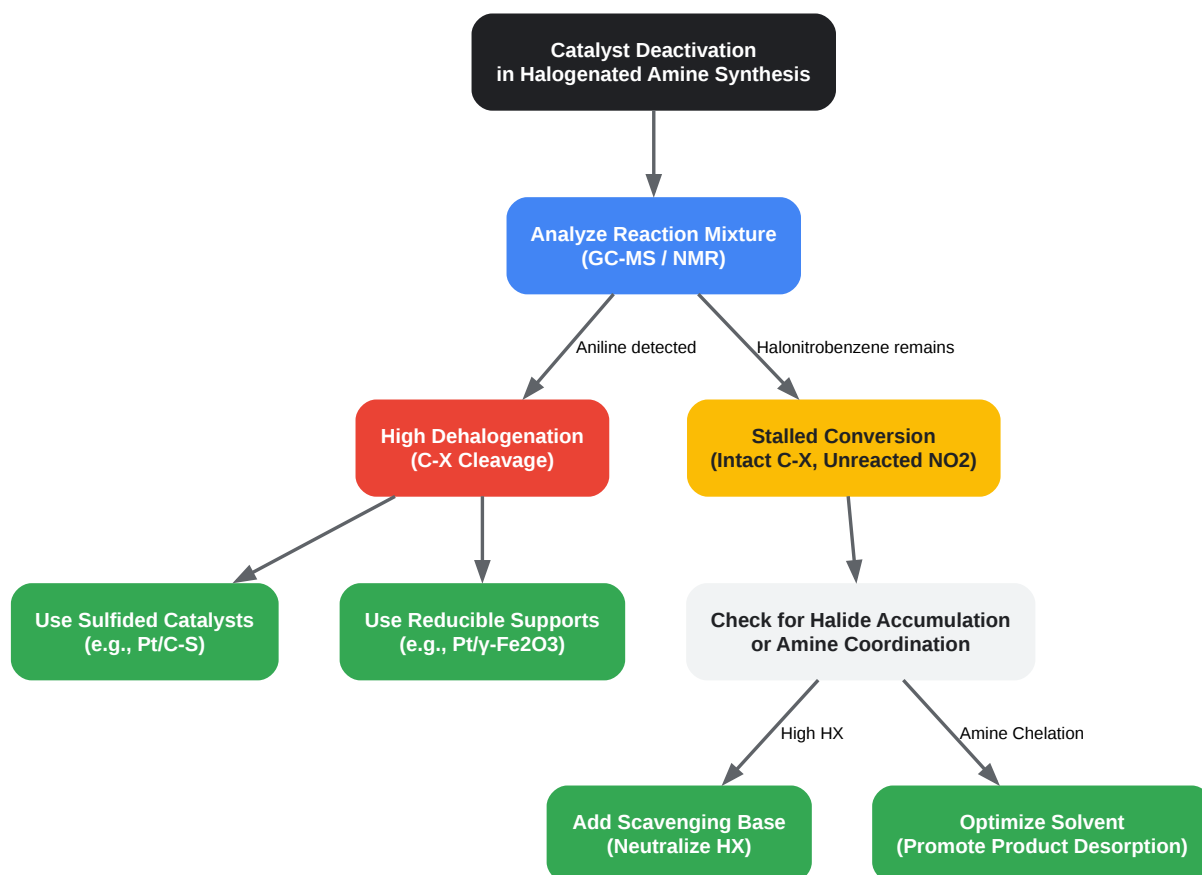 Catalyst Deactivation
in Halogenated Amine Synthesis
Analyze Reaction Mixture
(GC-MS / NMR)
Aniline detected
Halonitrobenzene remains
High Dehalogenation
(C-X Cleavage)
Stalled Conversion
(Intact C-X, Unreacted NO2)
Use Sulfided Catalysts
(e.g., Pt/C-S)
Use Reducible Supports
(e.g., Pt/γ-Fe2O3)
Check for Halide Accumulation
or Amine Coordination
High HX
Amine Chelation
Add Scavenging Base
(Neutralize HX)
Optimize Solvent
(Promote Product Desorption)